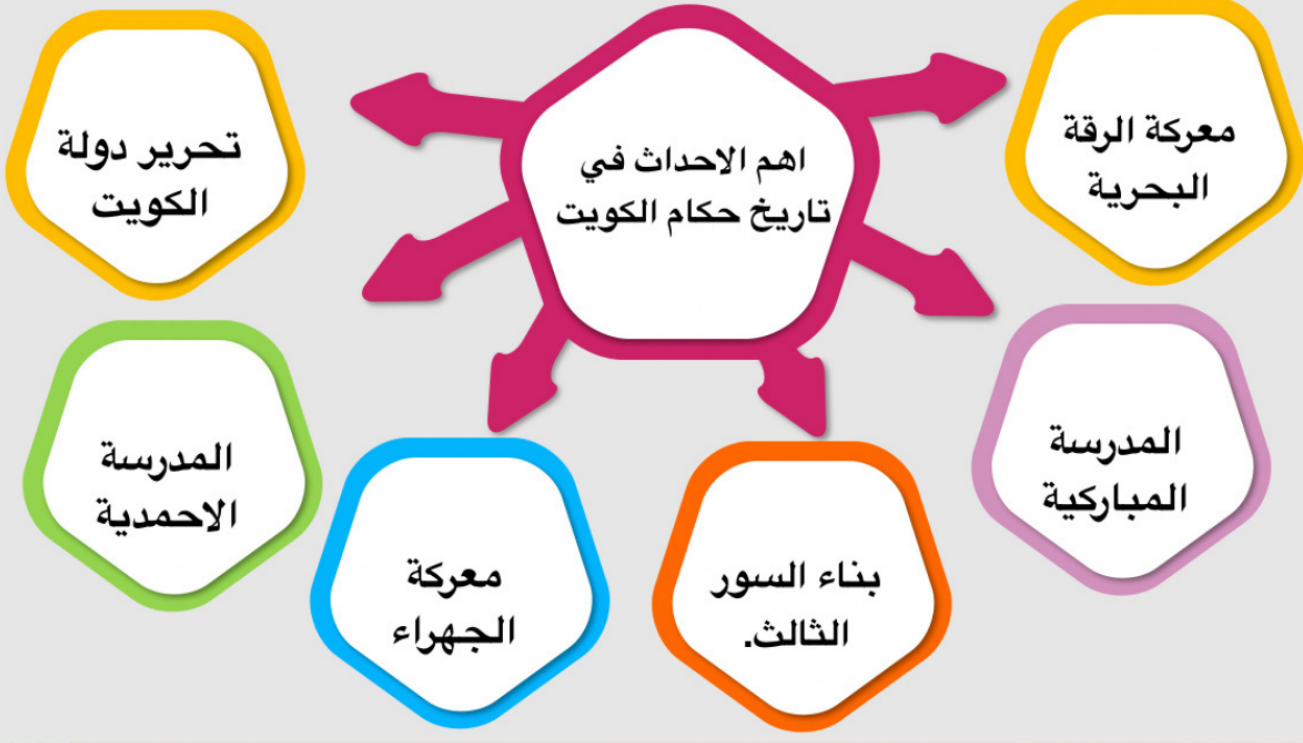 اهم الاحداث في
تاريخ حكام الكويت
معركة الرقة
البحرية
المدرسة
المباركية
بناء السور
الثالث.
معركة
الجهراء
المدرسة
الاحمدية
تحرير دولة
الكويت